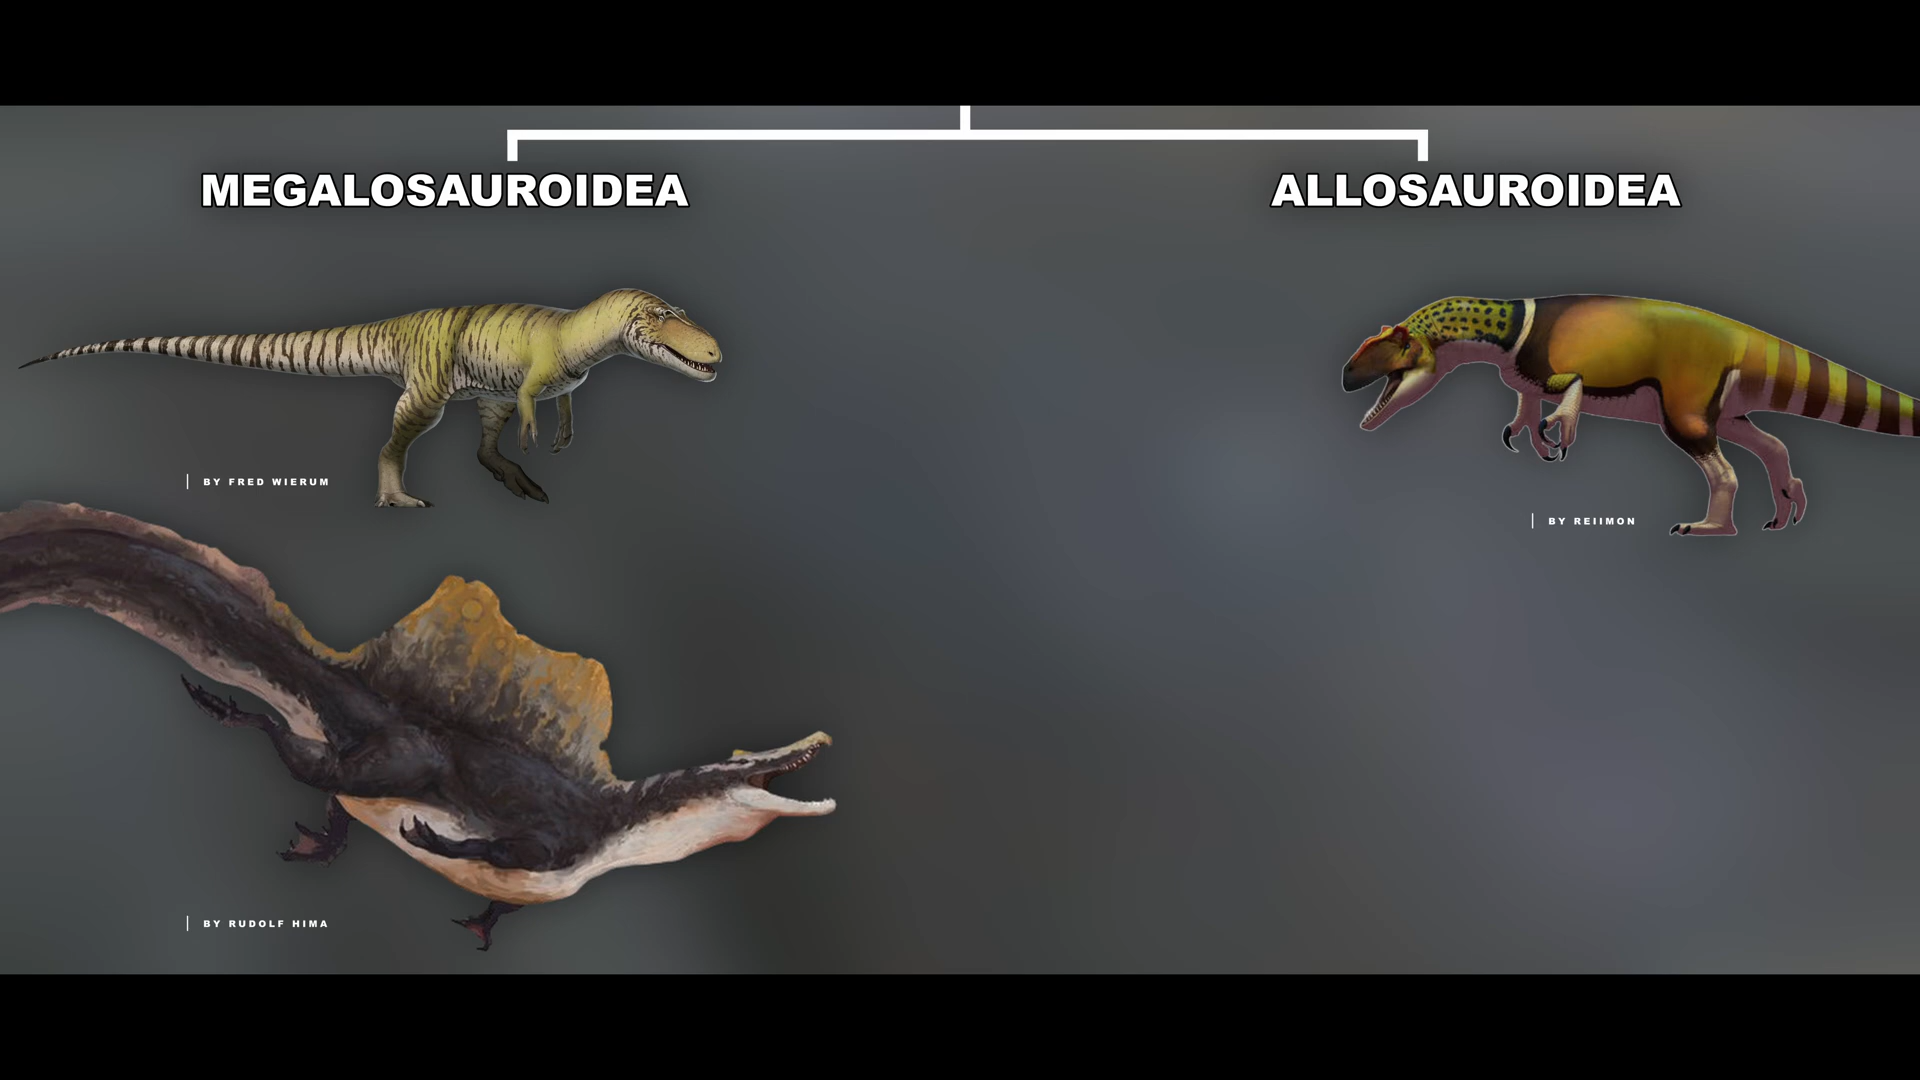 MEGALOSAUROIDEA
ALLOSAUROIDEA
BY FRED WIERUM
BY REIIMON
BY RUDOLF HIMA